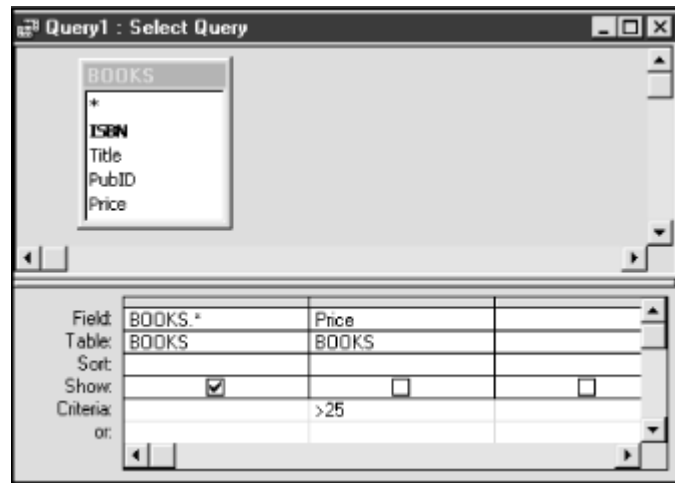 Query1 : Select Query
BOOKS
*
ISBN
Title
PubID
Price
Field: BOOKS.* Price
Table: BOOKS BOOKS
Sort:
Show:
Criteria: >25
or: